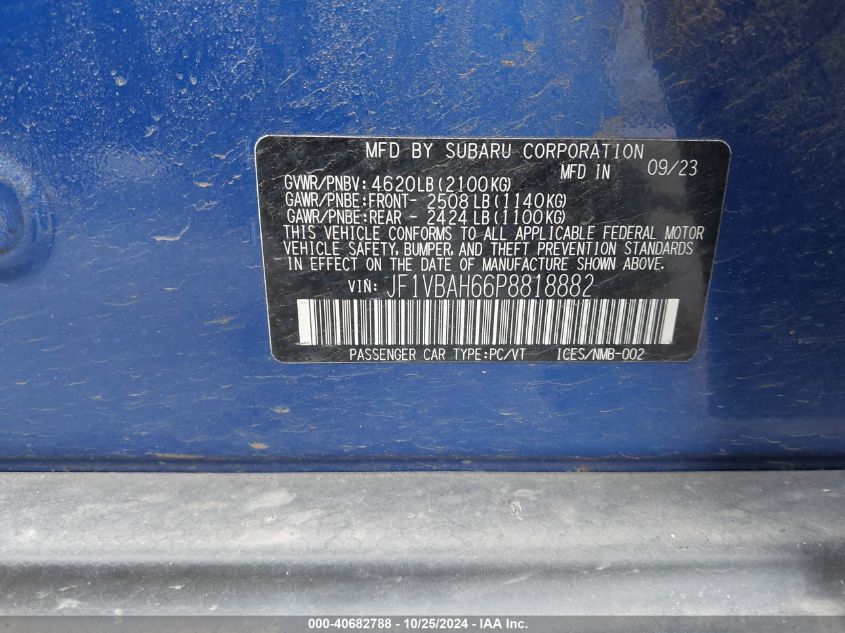 MFD BY SUBARU CORPORATION
MFD IN 09/23
GVWR/PNBV: 4620LB(2100KG)
GAWR/PNBE:FRONT- 2508LB(1140KG)
GAWR/PNBE:REAR - 2424LB(1100KG)
THIS VEHICLE CONFORMS TO ALL APPLICABLE FEDERAL MOTOR
VEHICLE SAFETY, BUMPER, AND THEFT PREVENTION STANDARDS
IN EFFECT ON THE DATE OF MANUFACTURE SHOWN ABOVE.
VIN: JF1VBAH66P8818882
PASSENGER CAR TYPE:PC/VT ICES/NMB-002
000-40682788 - 10/25/2024 - IAA Inc.